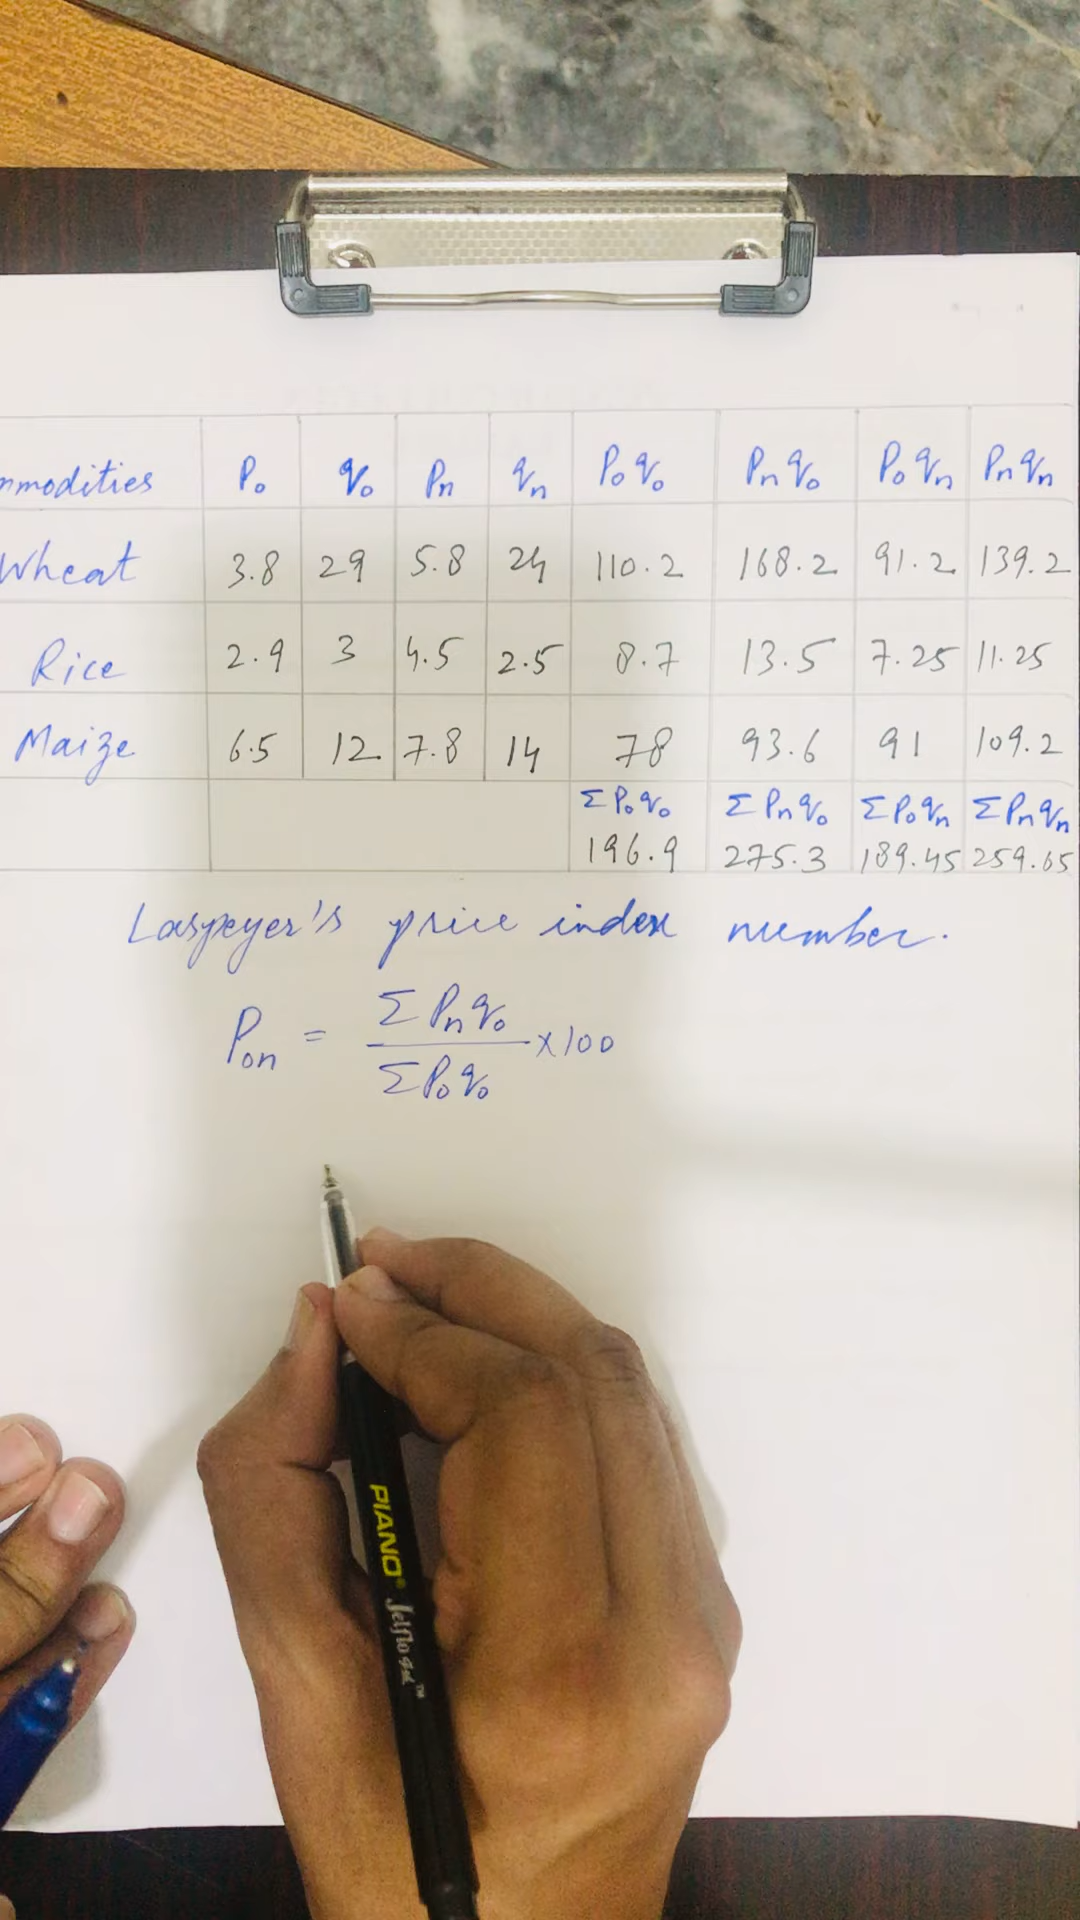 mmodities P₀ q₀ Pn qn P₀q₀ Pnq₀ P₀qn Pnqn
Wheat 3.8 29 5.8 24 110.2 168.2 91.2 139.2
Rice 2.9 3 4.5 2.5 8.7 13.5 7.25 11.25
Maize 6.5 12 7.8 14 78 93.6 91 109.2
ΣP₀q₀ ΣPnq₀ ΣP₀qn ΣPnqn
196.9 275.3 189.45 259.65
Laspeyer's price index number.
Pon = ΣPnq₀ / ΣP₀q₀ ×100
PIANO® Jelflo Gel™